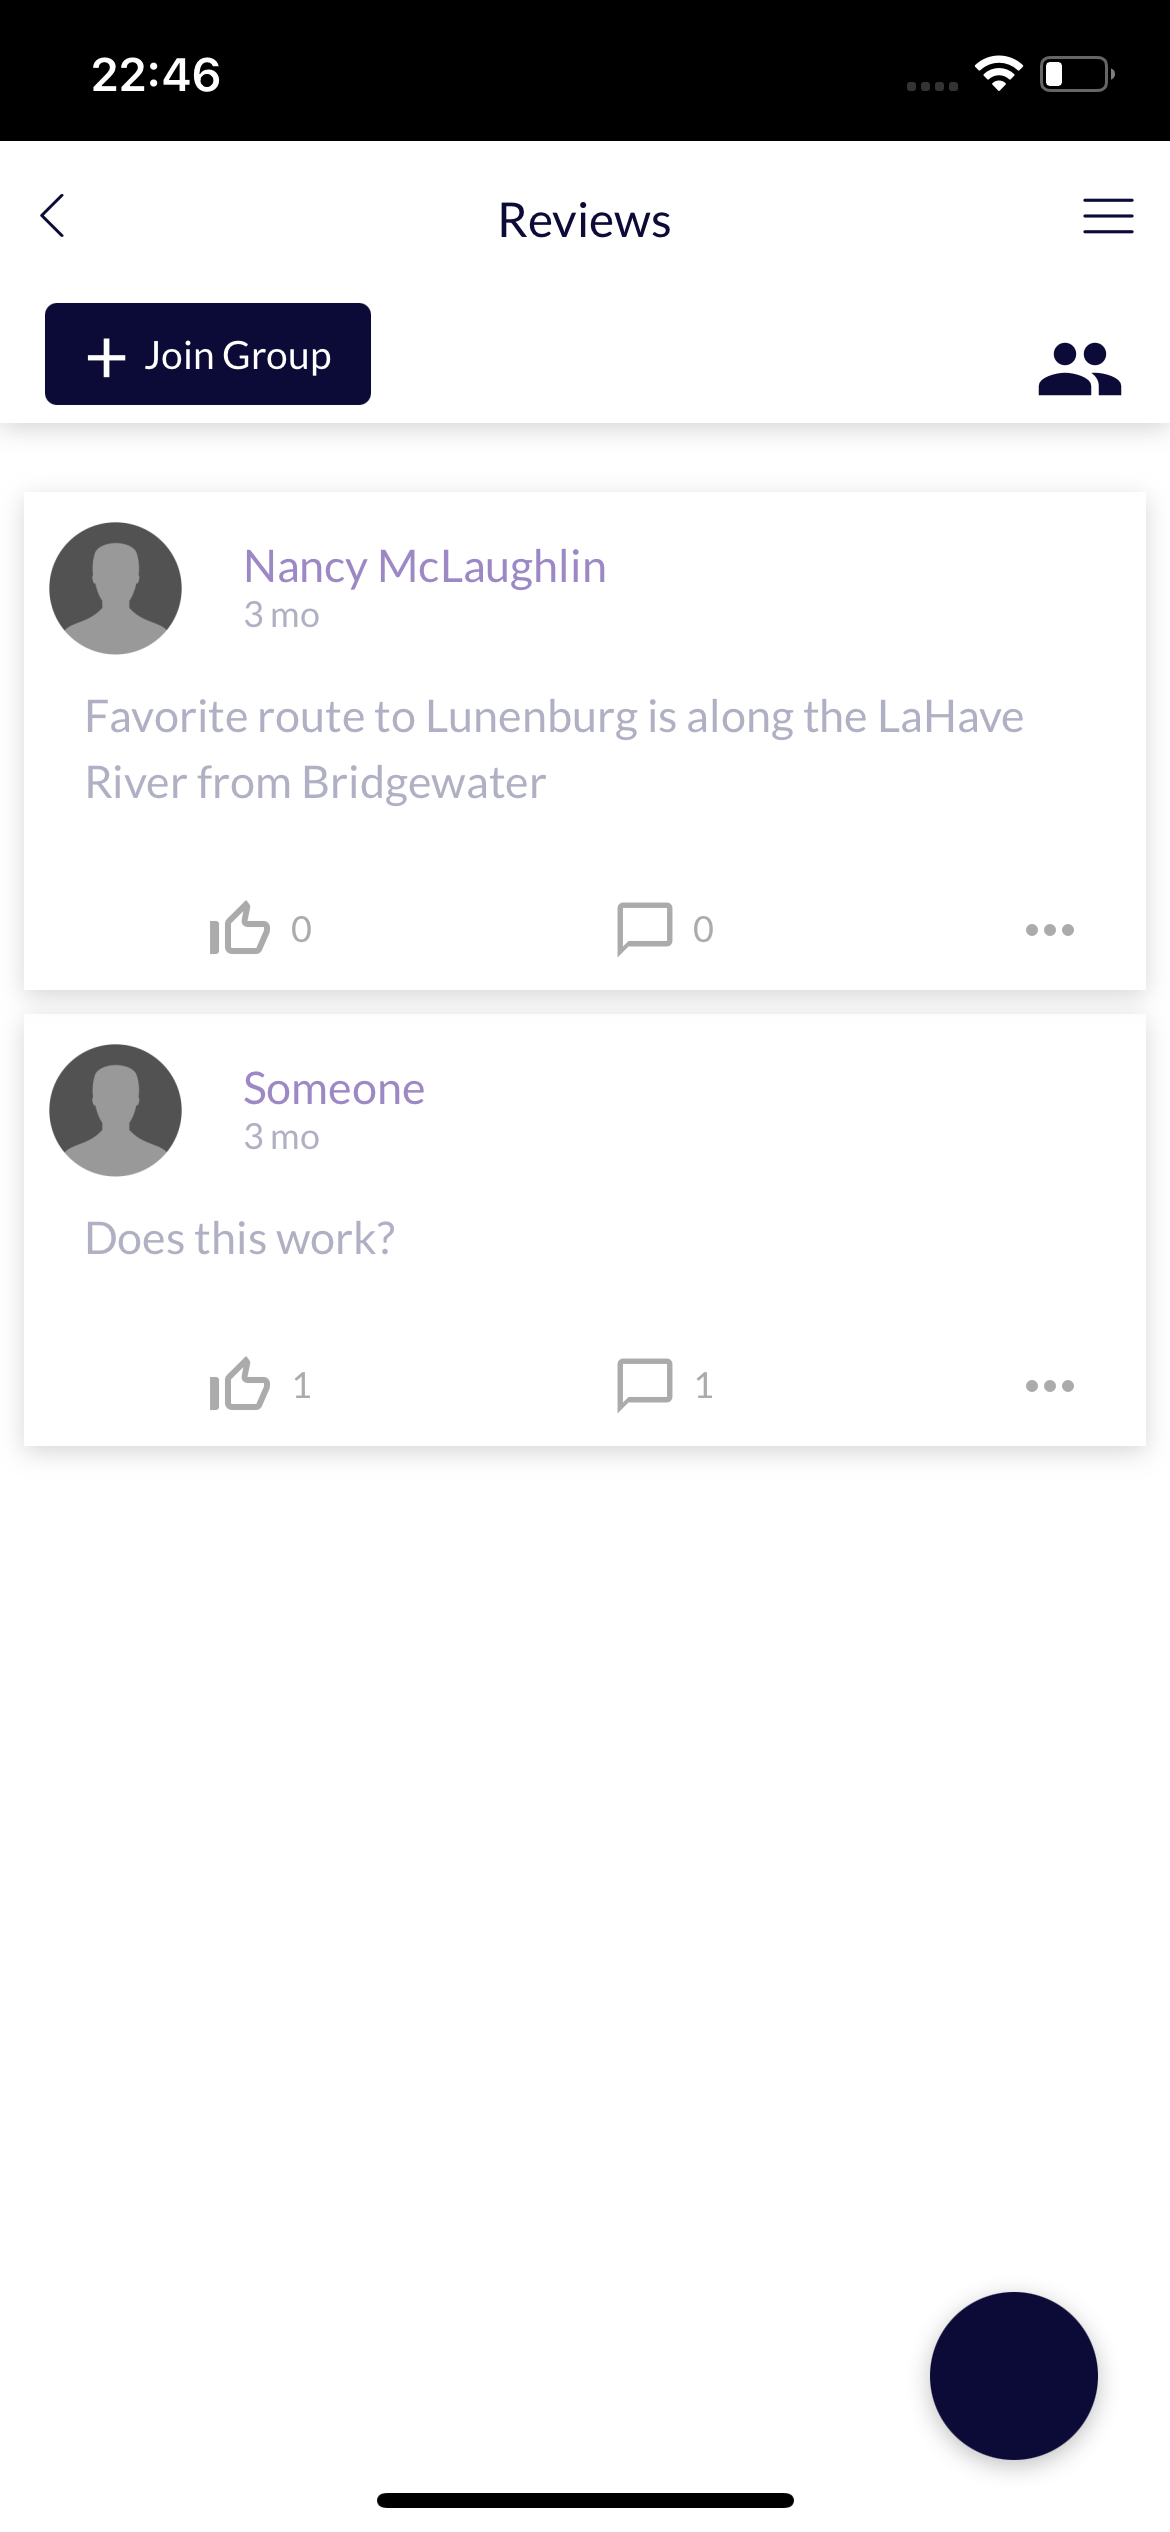 22:46
Reviews
Join Group
Nancy McLaughlin
3 mo
Favorite route to Lunenburg is along the LaHave
River from Bridgewater
0 0
Someone
3 mo
Does this work?
1 1